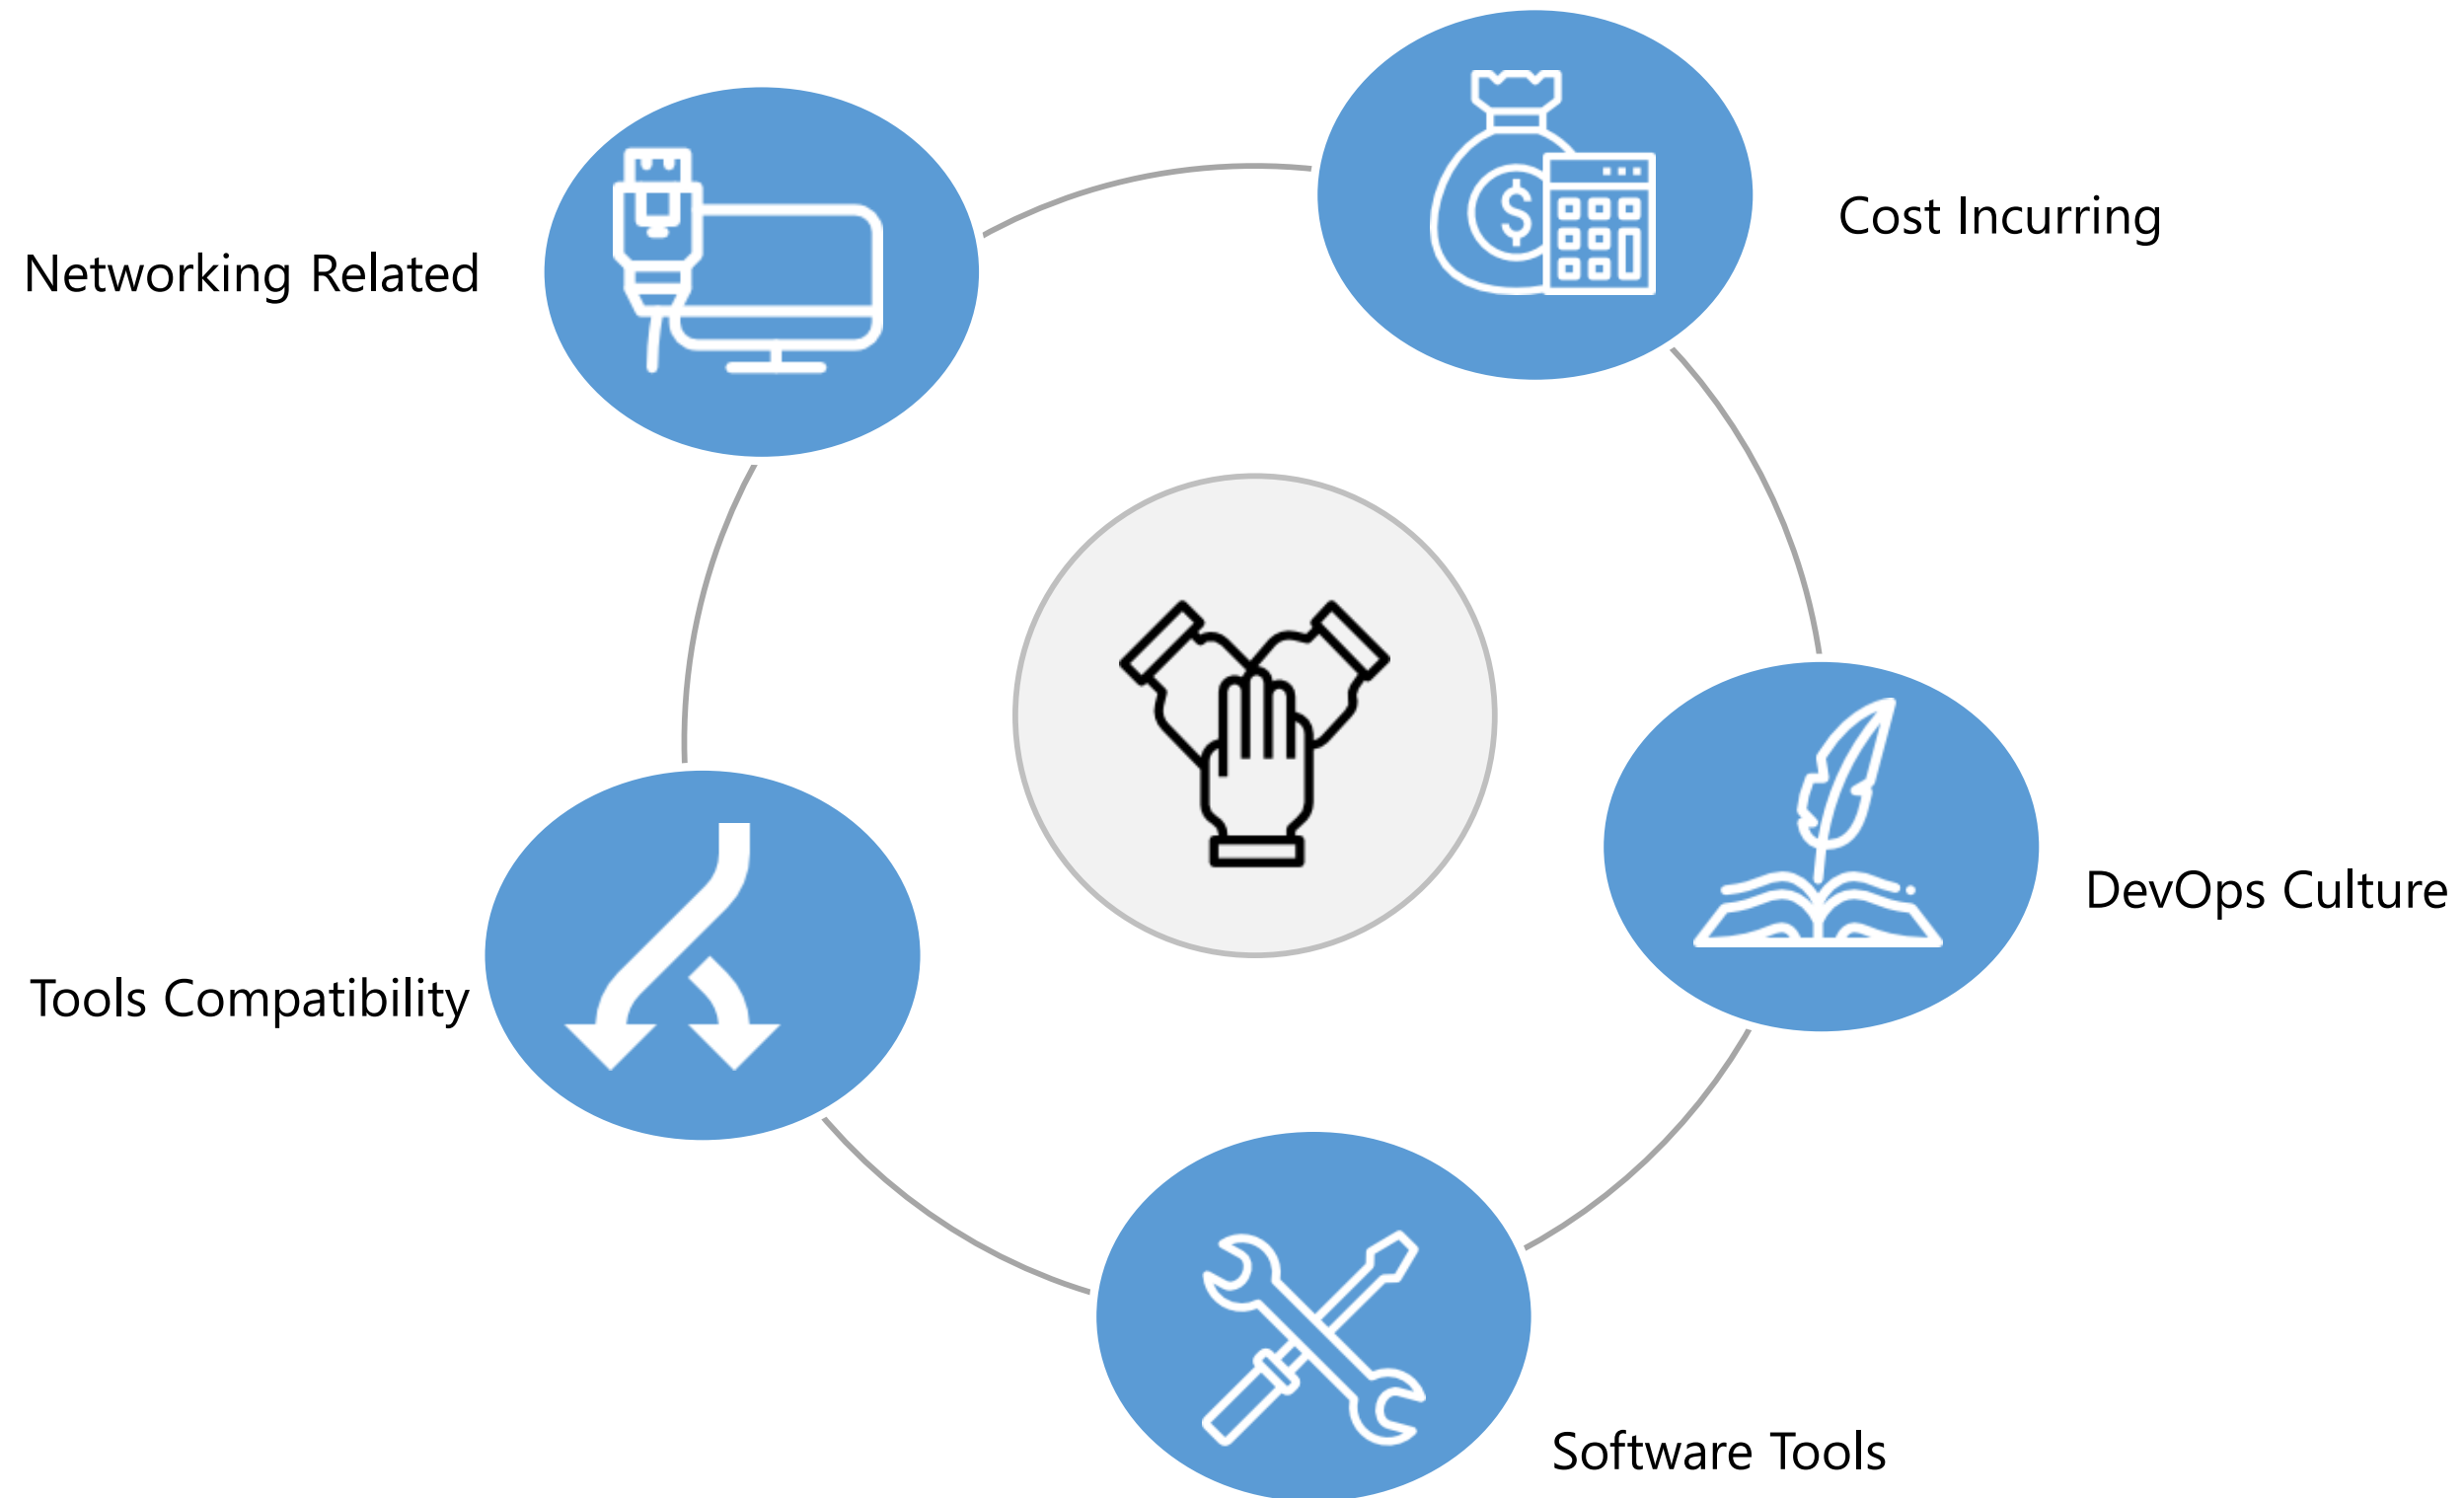 Cost Incurring
Networking Related
DevOps Culture
Tools Compatibility
Software Tools